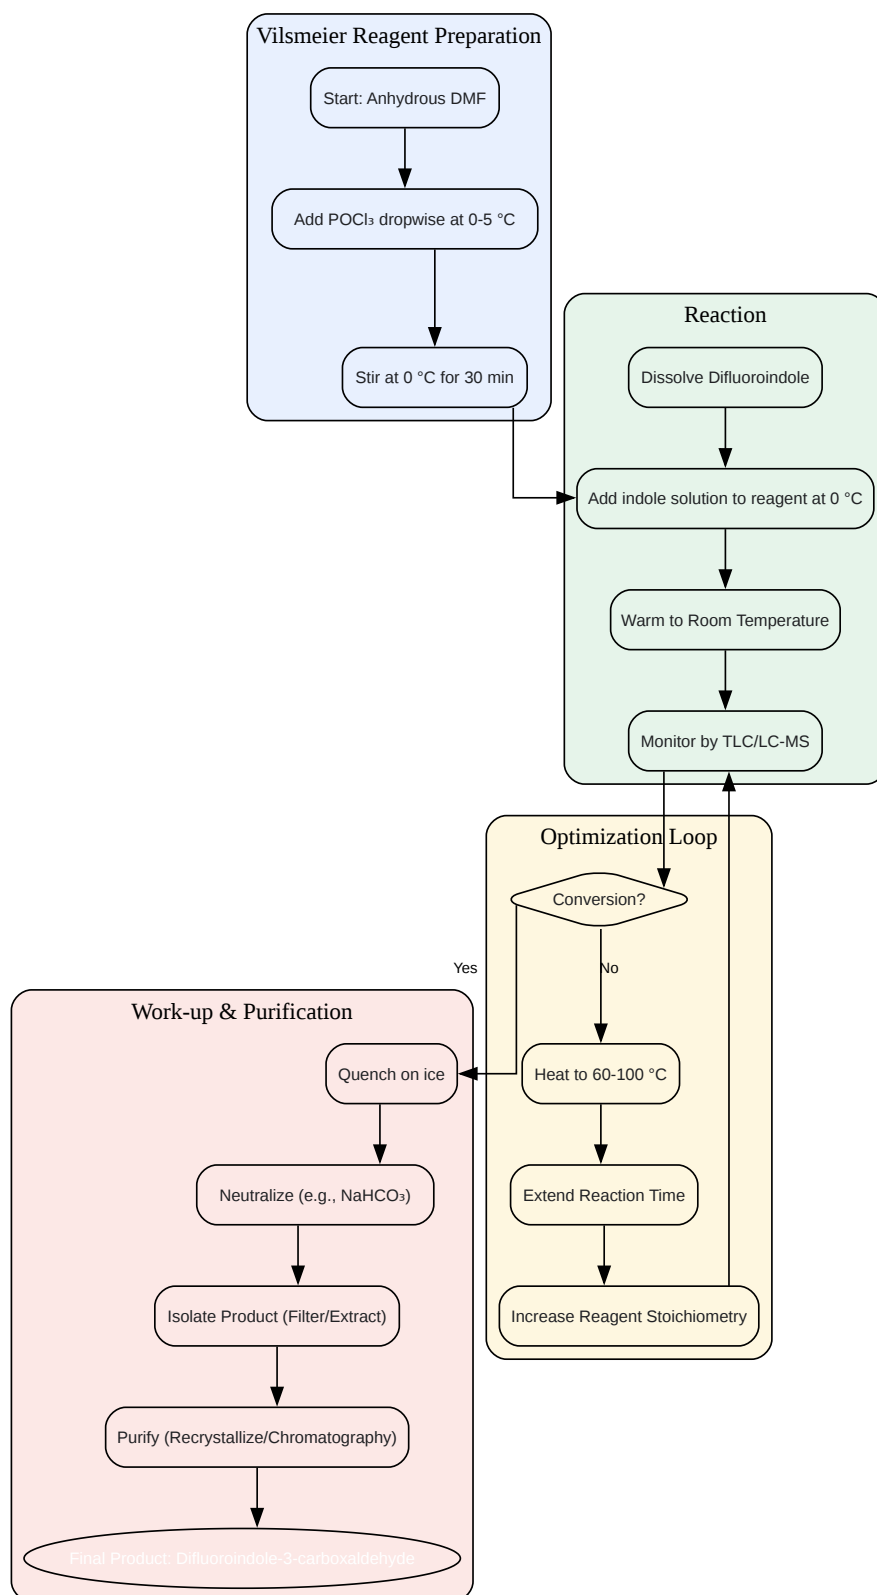 Vilsmeier Reagent Preparation
Start: Anhydrous DMF
Add POCl₃ dropwise at 0-5 °C
Stir at 0 °C for 30 min
Reaction
Dissolve Difluoroindole
Add indole solution to reagent at 0 °C
Warm to Room Temperature
Monitor by TLC/LC-MS
Optimization Loop
Conversion?
Yes
No
Heat to 60-100 °C
Extend Reaction Time
Increase Reagent Stoichiometry
Work-up & Purification
Quench on ice
Neutralize (e.g., NaHCO₃)
Isolate Product (Filter/Extract)
Purify (Recrystallize/Chromatography)
Final Product: Difluoroindole-3-carboxaldehyde